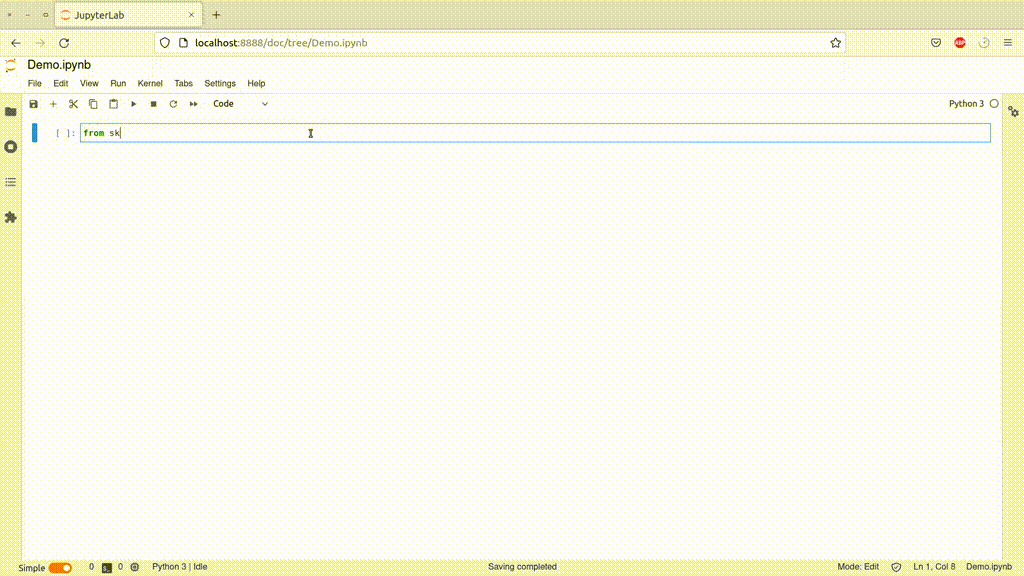 JupyterLab
localhost:8888/doc/tree/Demo.ipynb
ABP
Demo.ipynb
File Edit View Run Kernel Tabs Settings Help
Code
Python 3
[ ]: from sk
Simple 0 0 Python 3 | Idle Saving completed Mode: Edit Ln 1, Col 8 Demo.ipynb